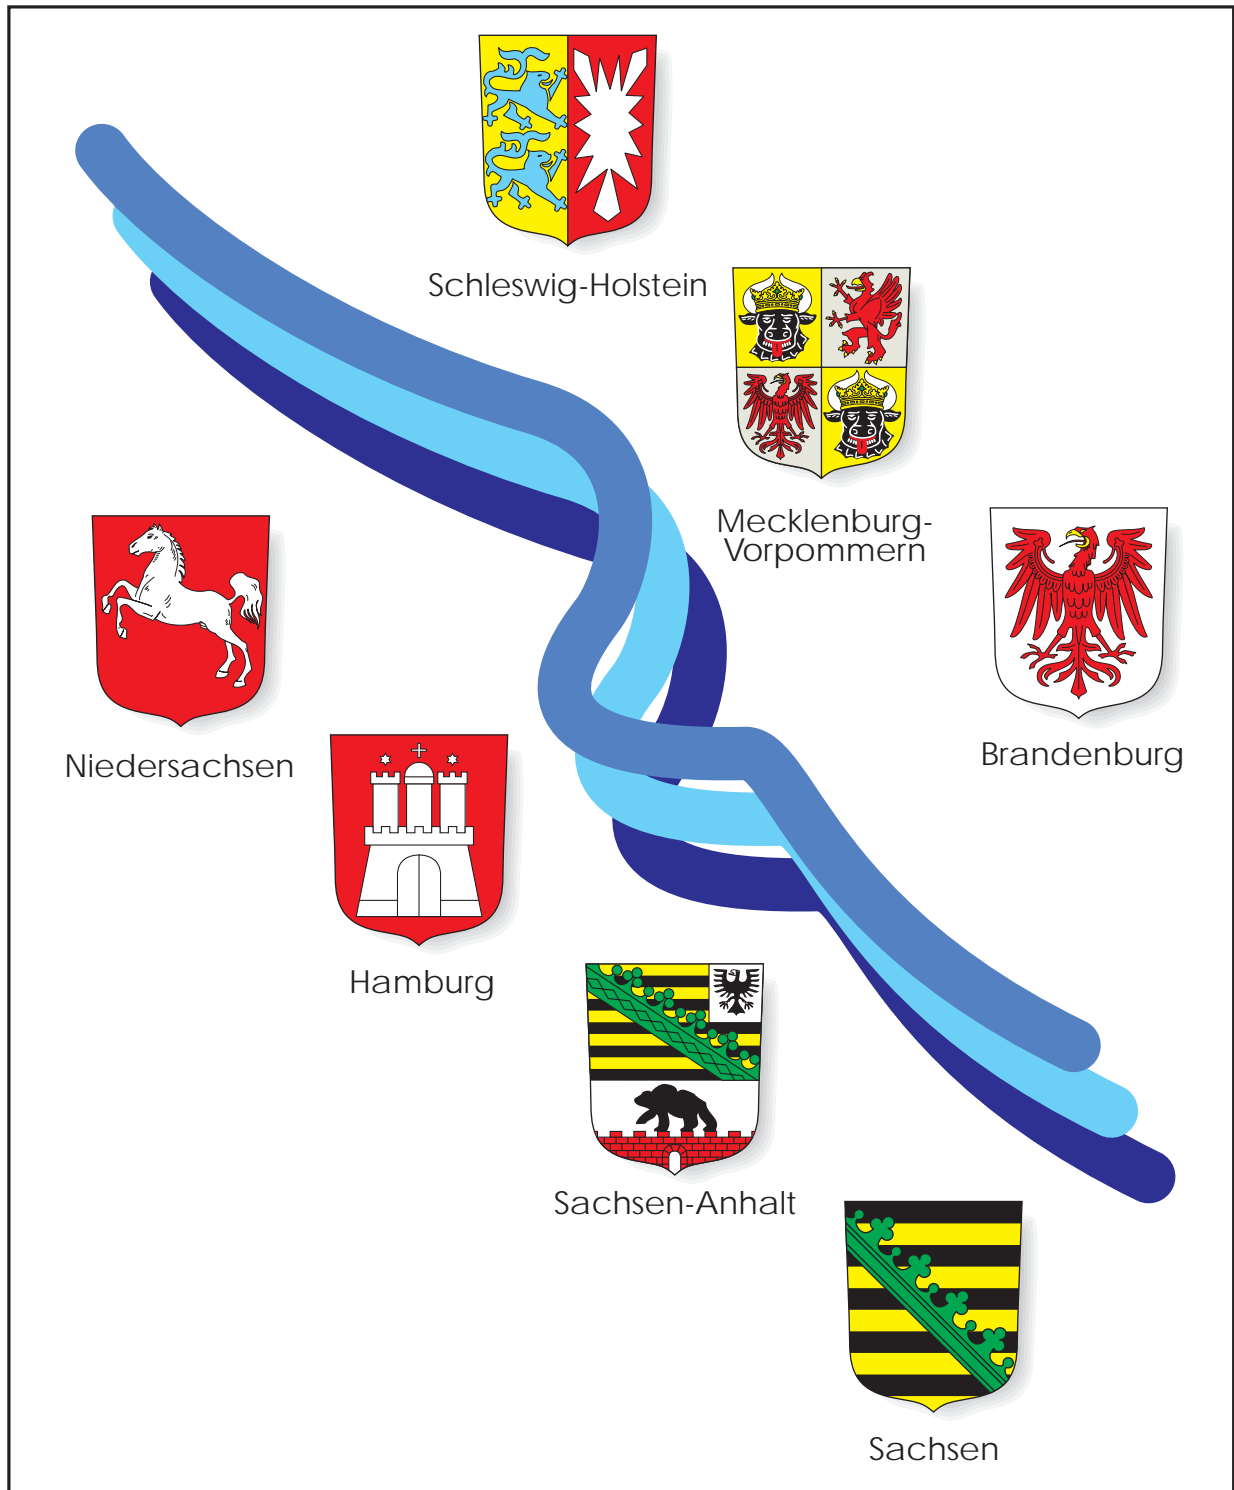 Schleswig-Holstein
Mecklenburg-
Vorpommern
Niedersachsen
Brandenburg
Hamburg
Sachsen-Anhalt
Sachsen